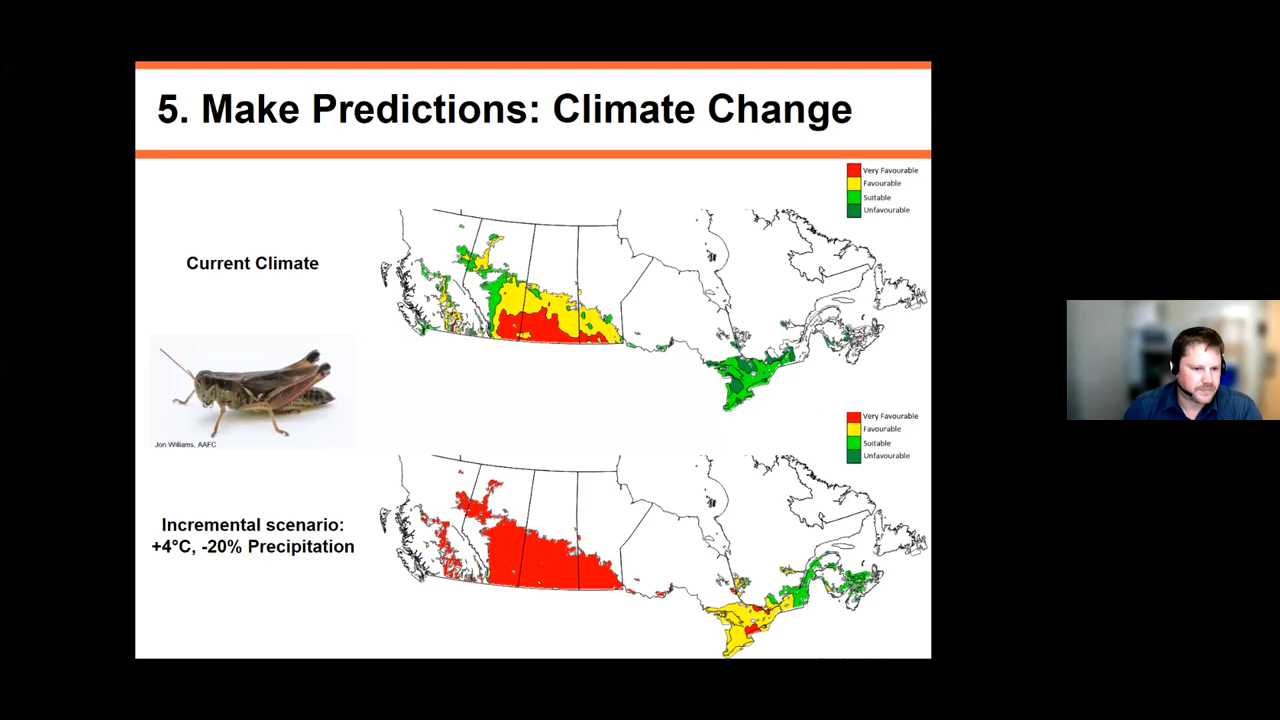 5. Make Predictions: Climate Change
Very Favourable
Favourable
Suitable
Unfavourable
Current Climate
Jon Williams, AAFC
Very Favourable
Favourable
Suitable
Unfavourable
Incremental scenario:
+4°C, -20% Precipitation